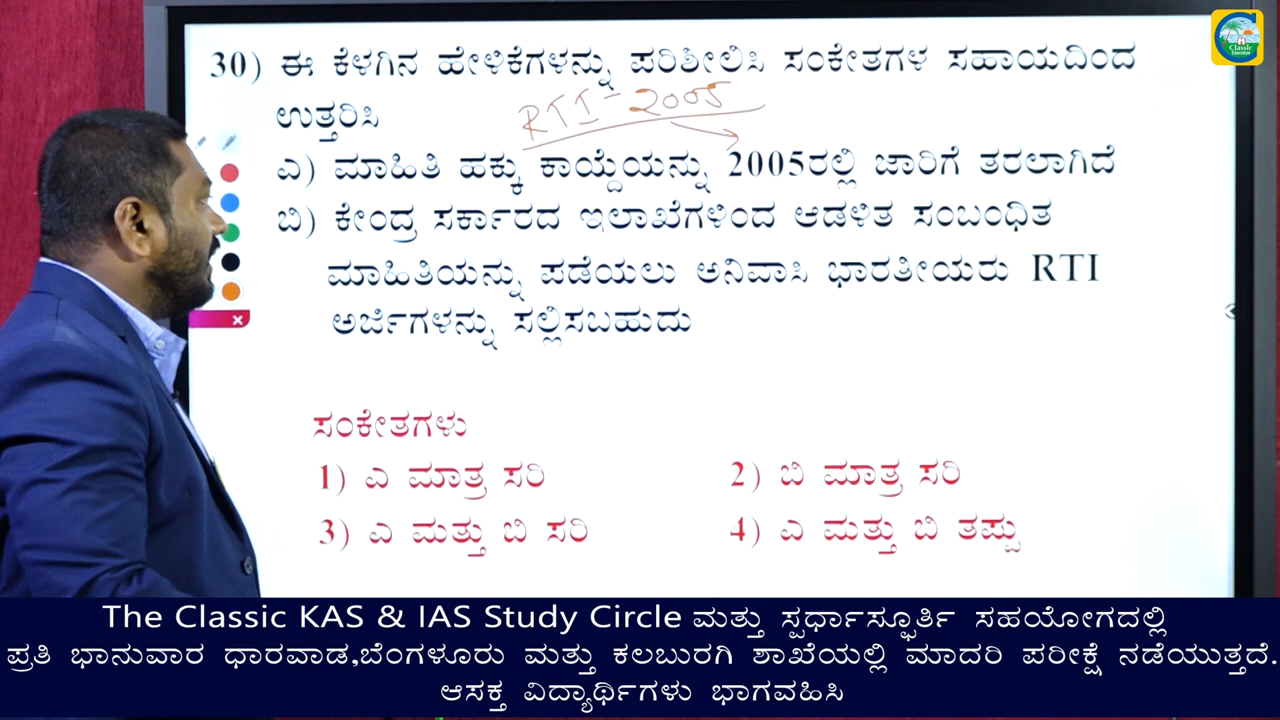 30) ಈ ಕೆಳಗಿನ ಹೇಳಿಕೆಗಳನ್ನು ಪರಿಶೀಲಿಸಿ ಸಂಕೇತಗಳ ಸಹಾಯದಿಂದ
ಉತ್ತರಿಸಿ
RTI - 2005
ಎ) ಮಾಹಿತಿ ಹಕ್ಕು ಕಾಯ್ದೆಯನ್ನು 2005ರಲ್ಲಿ ಜಾರಿಗೆ ತರಲಾಗಿದೆ
ಬಿ) ಕೇಂದ್ರ ಸರ್ಕಾರದ ಇಲಾಖೆಗಳಿಂದ ಆಡಳಿತ ಸಂಬಂಧಿತ
ಮಾಹಿತಿಯನ್ನು ಪಡೆಯಲು ಅನಿವಾಸಿ ಭಾರತೀಯರು RTI
ಅರ್ಜಿಗಳನ್ನು ಸಲ್ಲಿಸಬಹುದು
ಸಂಕೇತಗಳು
1) ಎ ಮಾತ್ರ ಸರಿ 2) ಬಿ ಮಾತ್ರ ಸರಿ
3) ಎ ಮತ್ತು ಬಿ ಸರಿ 4) ಎ ಮತ್ತು ಬಿ ತಪ್ಪು
Classic
Education
The Classic KAS & IAS Study Circle ಮತ್ತು ಸ್ಪರ್ಧಾಸ್ಫೂರ್ತಿ ಸಹಯೋಗದಲ್ಲಿ
ಪ್ರತಿ ಭಾನುವಾರ ಧಾರವಾಡ,ಬೆಂಗಳೂರು ಮತ್ತು ಕಲಬುರಗಿ ಶಾಖೆಯಲ್ಲಿ ಮಾದರಿ ಪರೀಕ್ಷೆ ನಡೆಯುತ್ತದೆ.
ಆಸಕ್ತ ವಿದ್ಯಾರ್ಥಿಗಳು ಭಾಗವಹಿಸಿ